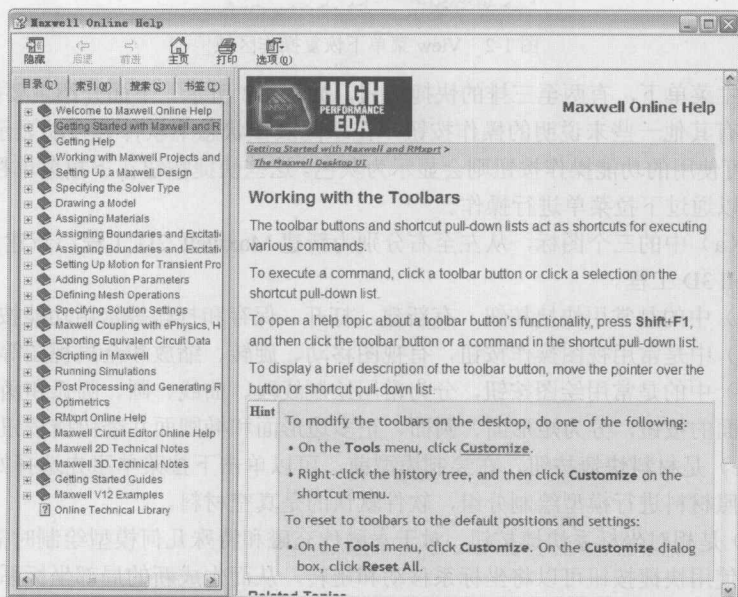 Maxwell Online Help
隐藏 后退 前进 主页 打印 选项(O)
目录(C) 索引(N) 搜索(S) 书签(I)
Welcome to Maxwell Online Help
Getting Started with Maxwell and R
Getting Help
Working with Maxwell Projects and
Setting Up a Maxwell Design
Specifying the Solver Type
Drawing a Model
Assigning Materials
Assigning Boundaries and Excitati
Assigning Boundaries and Excitati
Setting Up Motion for Transient Pro
Adding Solution Parameters
Defining Mesh Operations
Specifying Solution Settings
Maxwell Coupling with ePhysics, H
Exporting Equivalent Circuit Data
Scripting in Maxwell
Running Simulations
Post Processing and Generating R
Optimetrics
RMxprt Online Help
Maxwell Circuit Editor Online Help
Maxwell 2D Technical Notes
Maxwell 3D Technical Notes
Getting Started Guides
Maxwell V12 Examples
Online Technical Library
HIGH
PERFORMANCE
EDA
Maxwell Online Help
Getting Started with Maxwell and RMxprt >
The Maxwell Desktop UI
Working with the Toolbars
The toolbar buttons and shortcut pull-down lists act as shortcuts for executing
various commands.
To execute a command, click a toolbar button or click a selection on the
shortcut pull-down list.
To open a help topic about a toolbar button's functionality, press Shift+F1,
and then click the toolbar button or a command in the shortcut pull-down list.
To display a brief description of the toolbar button, move the pointer over the
button or shortcut pull-down list.
Hint
To modify the toolbars on the desktop, do one of the following:
• On the Tools menu, click Customize.
• Right-click the history tree, and then click Customize on the
shortcut menu.
To reset to toolbars to the default positions and settings:
• On the Tools menu, click Customize. On the Customize dialog
box, click Reset All.
Related Topics